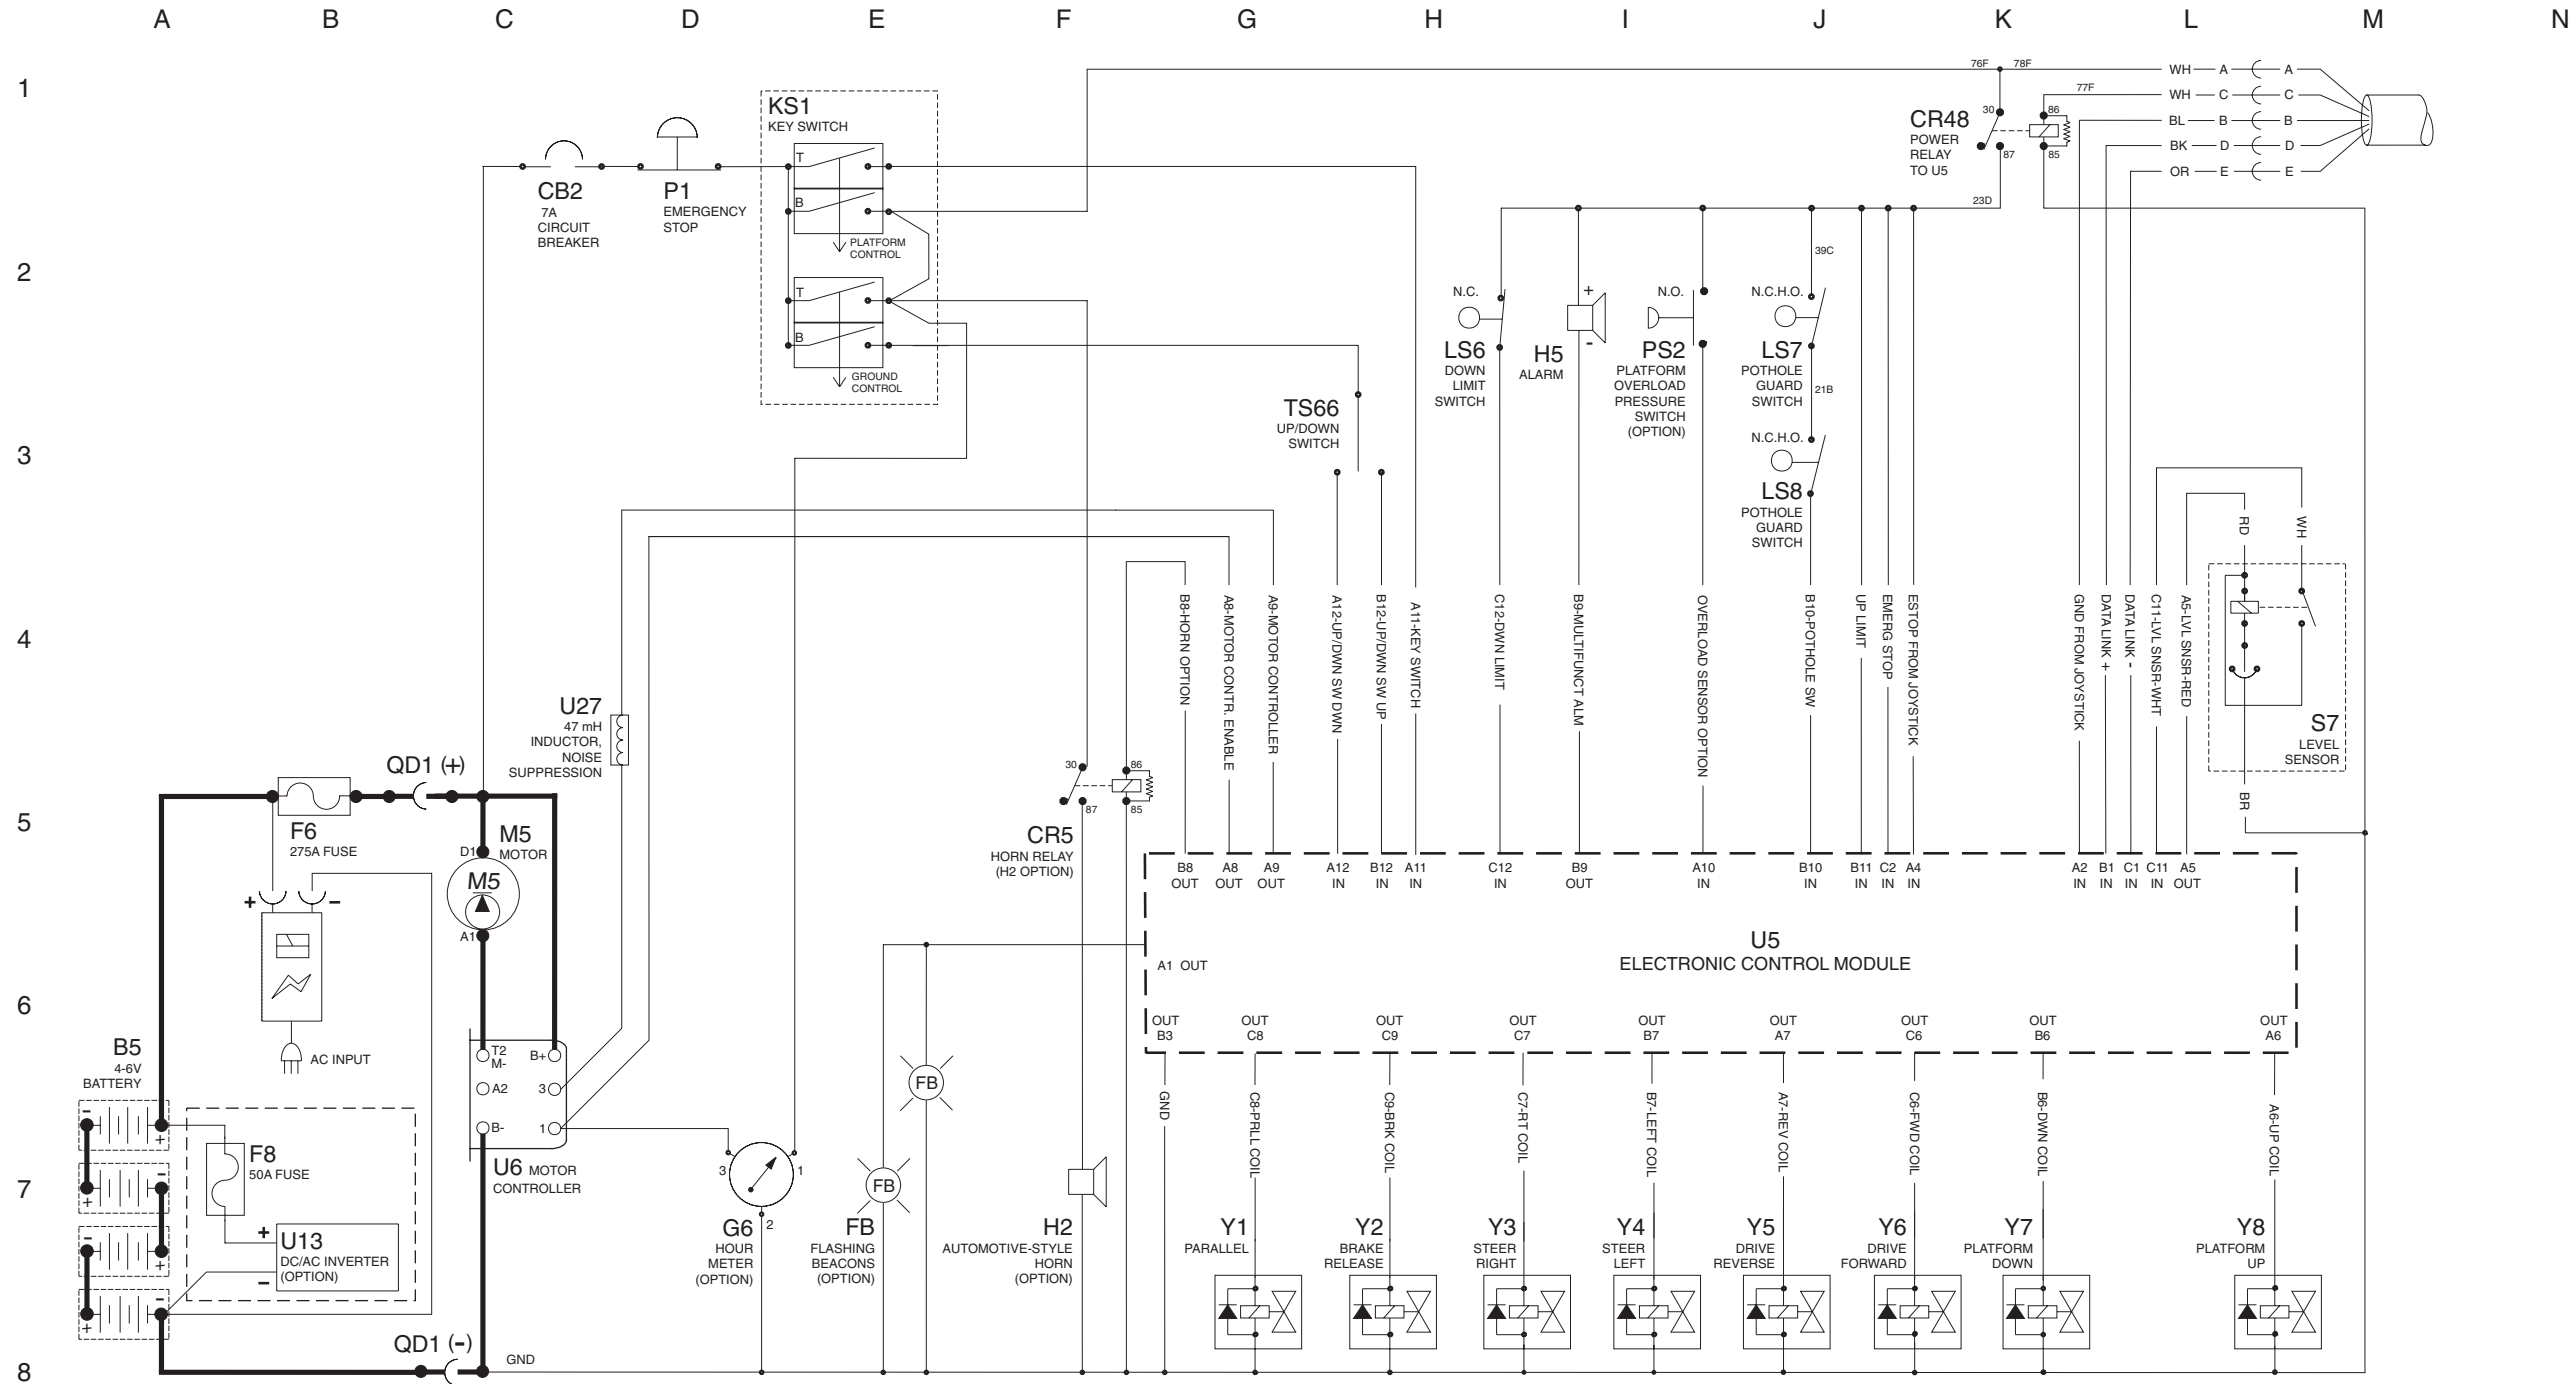 A B C D E F G H I J K L M N
1
2
3
4
5
6
7
8
KS1
KEY SWITCH
T
B
PLATFORM
CONTROL
T
B
GROUND
CONTROL
CB2
7A
CIRCUIT
BREAKER
P1
EMERGENCY
STOP
76F 78F
77F
30
86
87
85
CR48
POWER
RELAY
TO U5
23D
WH A A
WH C C
BL B B
BK D D
OR E E
N.C.
LS6
DOWN
LIMIT
SWITCH
+
-
H5
ALARM
N.O.
PS2
PLATFORM
OVERLOAD
PRESSURE
SWITCH
(OPTION)
39C
N.C.H.O.
LS7
POTHOLE
GUARD
SWITCH
21B
N.C.H.O.
LS8
POTHOLE
GUARD
SWITCH
TS66
UP/DOWN
SWITCH
RD
WH
S7
LEVEL
SENSOR
BR
B8-HORN OPTION
A8-MOTOR CONTR. ENABLE
A9-MOTOR CONTROLLER
A12-UP/DWN SW DWN
B12-UP/DWN SW UP
A11-KEY SWITCH
C12-DWN LIMIT
B9-MULTIFUNCT ALM
OVERLOAD SENSOR OPTION
B10-POTHOLE SW
UP LIMIT
EMERG STOP
ESTOP FROM JOYSTICK
GND FROM JOYSTICK
DATA LINK +
DATA LINK -
C11-LVL SNSR-WHT
A5-LVL SNSR-RED
U27
47 mH
INDUCTOR,
NOISE
SUPPRESSION
QD1 (+)
F6
275A FUSE
M5
MOTOR
D1
M5
A1
+
-
AC INPUT
30
86
87
85
CR5
HORN RELAY
(H2 OPTION)
B8 A8 A9 A12 B12 A11 C12 B9 A10 B10 B11 C2 A4 A2 B1 C1 C11 A5
OUT OUT OUT IN IN IN IN OUT IN IN IN IN IN IN IN IN IN OUT
U5
ELECTRONIC CONTROL MODULE
A1 OUT
OUT OUT OUT OUT OUT OUT OUT OUT OUT
B3 C8 C9 C7 B7 A7 C6 B6 A6
B5
4-6V
BATTERY
-
+
-
+
-
+
-
+
F8
50A FUSE
+
U13
DC/AC INVERTER
(OPTION)
-
T2
M-
B+
A2
3
B-
1
U6 MOTOR
CONTROLLER
3
1
2
G6
HOUR
METER
(OPTION)
FB
FB
FB
FLASHING
BEACONS
(OPTION)
H2
AUTOMOTIVE-STYLE
HORN
(OPTION)
GND
C8-PRLL COIL
C9-BRK COIL
C7-RT COIL
B7-LEFT COIL
A7-REV COIL
C6-FWD COIL
B6-DWN COIL
A6-UP COIL
Y1
PARALLEL
Y2
BRAKE
RELEASE
Y3
STEER
RIGHT
Y4
STEER
LEFT
Y5
DRIVE
REVERSE
Y6
DRIVE
FORWARD
Y7
PLATFORM
DOWN
Y8
PLATFORM
UP
QD1 (-)
GND